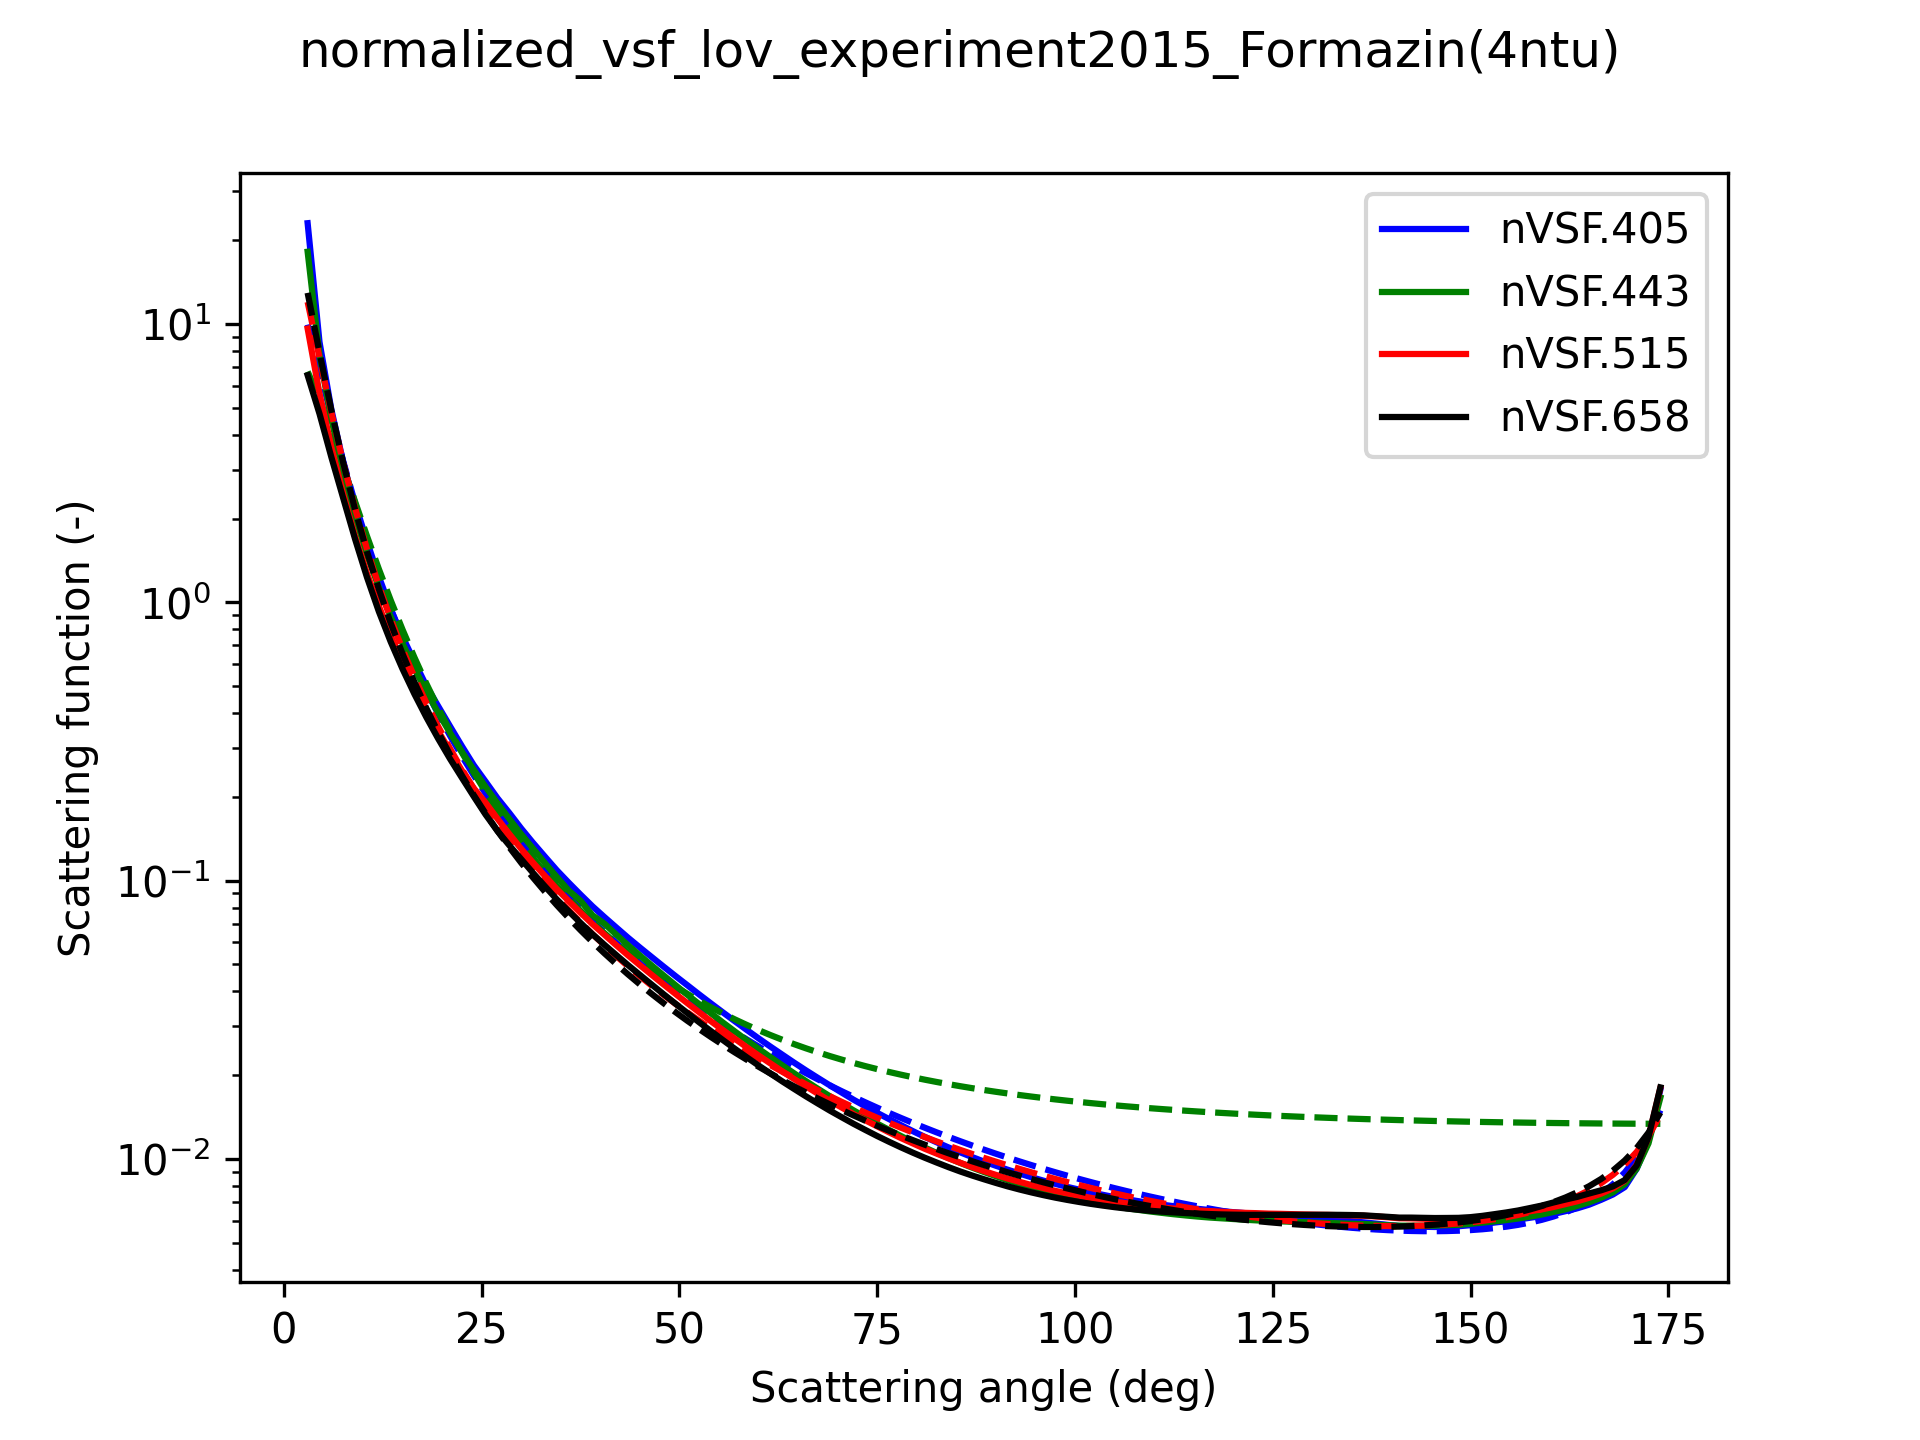 normalized_vsf_lov_experiment2015_Formazin(4ntu)
nVSF.405
nVSF.443
nVSF.515
nVSF.658
10¹
10⁰
10⁻¹
10⁻²
Scattering function (-)
0 25 50 75 100 125 150 175
Scattering angle (deg)